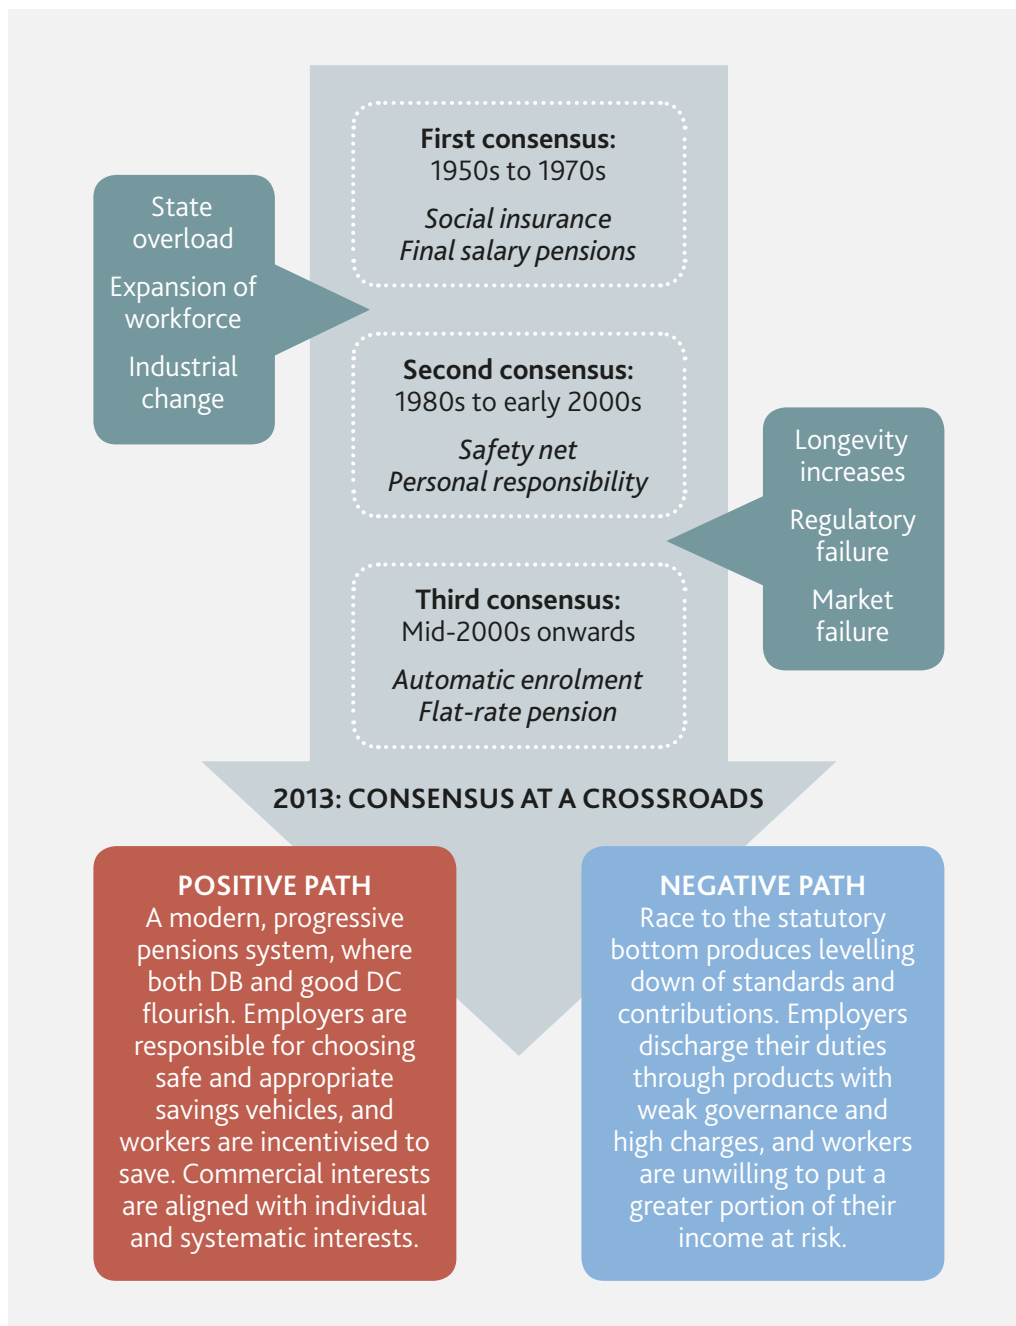 First consensus:
1950s to 1970s
Social insurance
Final salary pensions
State
overload
Expansion of
workforce
Industrial
change
Second consensus:
1980s to early 2000s
Safety net
Personal responsibility
Longevity
increases
Regulatory
failure
Market
failure
Third consensus:
Mid-2000s onwards
Automatic enrolment
Flat-rate pension
2013: CONSENSUS AT A CROSSROADS
POSITIVE PATH
A modern, progressive
pensions system, where
both DB and good DC
flourish. Employers are
responsible for choosing
safe and appropriate
savings vehicles, and
workers are incentivised to
save. Commercial interests
are aligned with individual
and systematic interests.
NEGATIVE PATH
Race to the statutory
bottom produces levelling
down of standards and
contributions. Employers
discharge their duties
through products with
weak governance and
high charges, and workers
are unwilling to put a
greater portion of their
income at risk.